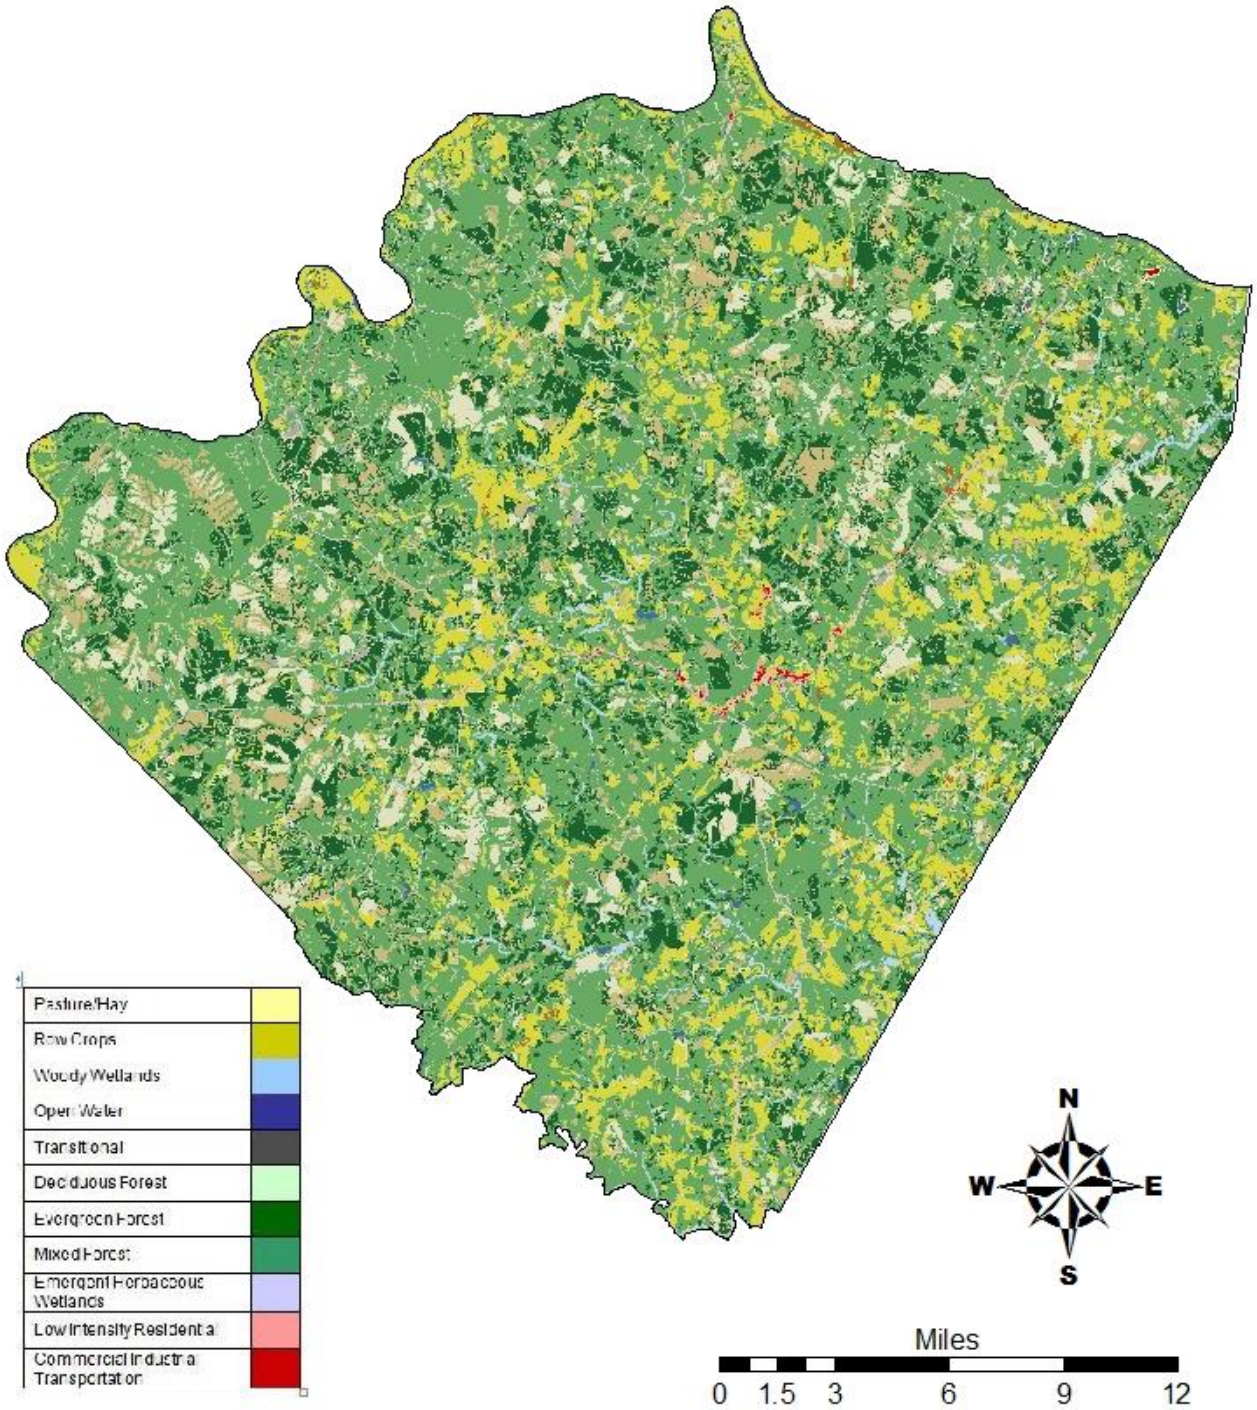 Pasture/Hay
Row Crops
Woody Wetlands
Open Water
Transitional
Deciduous Forest
Evergreen Forest
Mixed Forest
Emergent Herbaceous
Wetlands
Low Intensity Residential
Commercial Industrial
Transportation
N
W E
S
Miles
0 1.5 3 6 9 12